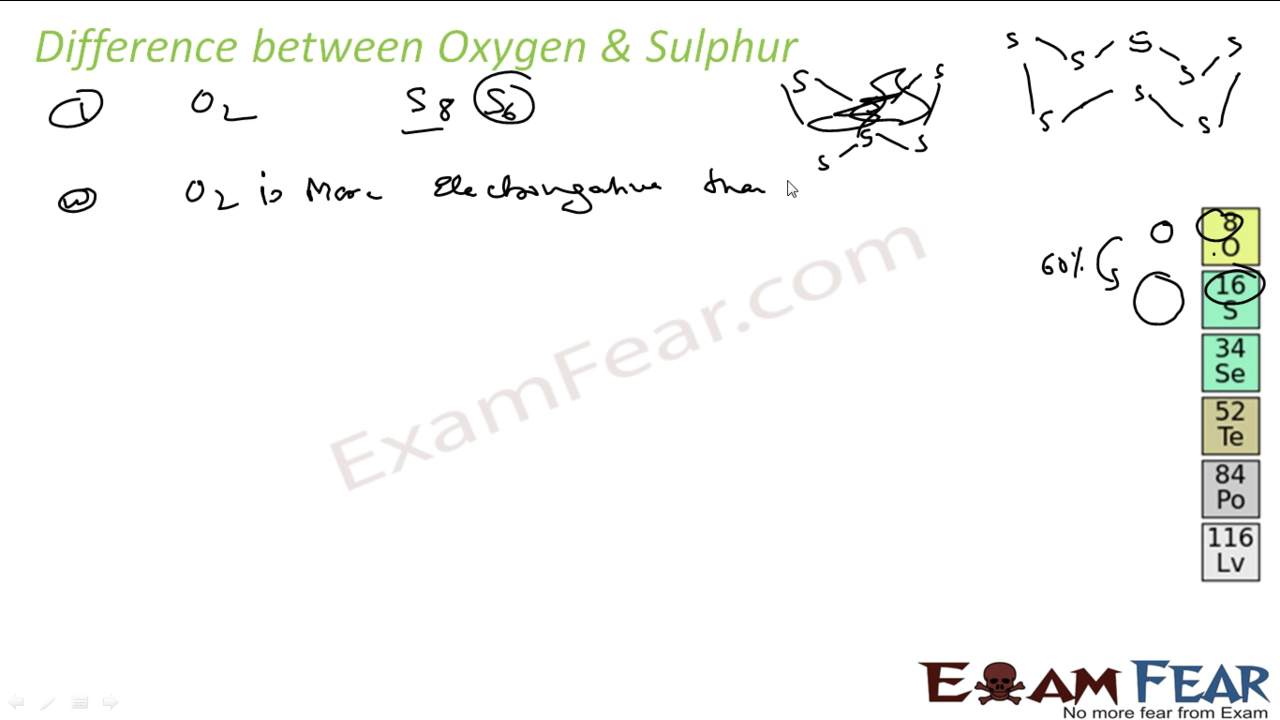 Difference between Oxygen & Sulphur
① O2 S8 S6
② O2 is More Electronegative than
S S S
S S S
S S S S
S S S
S S S
60%
8
O
16
S
34
Se
52
Te
84
Po
116
Lv
ExamFear.com
EXAM FEAR
No more fear from Exam